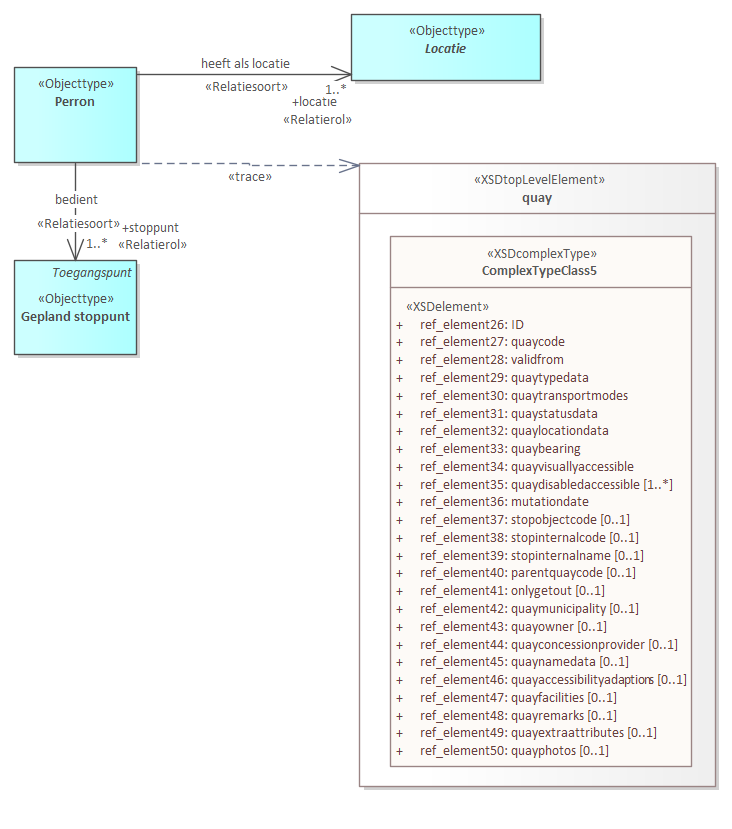 «Objecttype»
Locatie
heeft als locatie
«Relatiesoort»
1..*
+locatie
«Relatierol»
«Objecttype»
Perron
«trace»
bedient
«Relatiesoort»
+stoppunt
1..*
«Relatierol»
Toegangspunt
«Objecttype»
Gepland stoppunt
«XSDtopLevelElement»
quay
«XSDcomplexType»
ComplexTypeClass5
«XSDelement»
+ ref_element26: ID
+ ref_element27: quaycode
+ ref_element28: validfrom
+ ref_element29: quaytypedata
+ ref_element30: quaytransportmodes
+ ref_element31: quaystatusdata
+ ref_element32: quaylocationdata
+ ref_element33: quaybearing
+ ref_element34: quayvisuallyaccessible
+ ref_element35: quaydisabledaccessible [1..*]
+ ref_element36: mutationdate
+ ref_element37: stopobjectcode [0..1]
+ ref_element38: stopinternalcode [0..1]
+ ref_element39: stopinternalname [0..1]
+ ref_element40: parentquaycode [0..1]
+ ref_element41: onlygetout [0..1]
+ ref_element42: quaymunicipality [0..1]
+ ref_element43: quayowner [0..1]
+ ref_element44: quayconcessionprovider [0..1]
+ ref_element45: quaynamedata [0..1]
+ ref_element46: quayaccessibilityadaptions [0..1]
+ ref_element47: quayfacilities [0..1]
+ ref_element48: quayremarks [0..1]
+ ref_element49: quayextraattributes [0..1]
+ ref_element50: quayphotos [0..1]